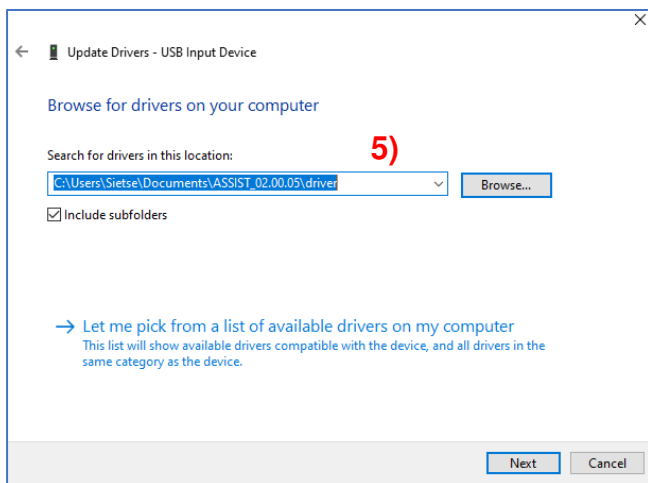 Update Drivers - USB Input Device
Browse for drivers on your computer
Search for drivers in this location:
5)
C:\Users\Sietse\Documents\ASSIST_02.00.05\driver
Browse...
Include subfolders
Let me pick from a list of available drivers on my computer
This list will show available drivers compatible with the device, and all drivers in the
same category as the device.
Next
Cancel